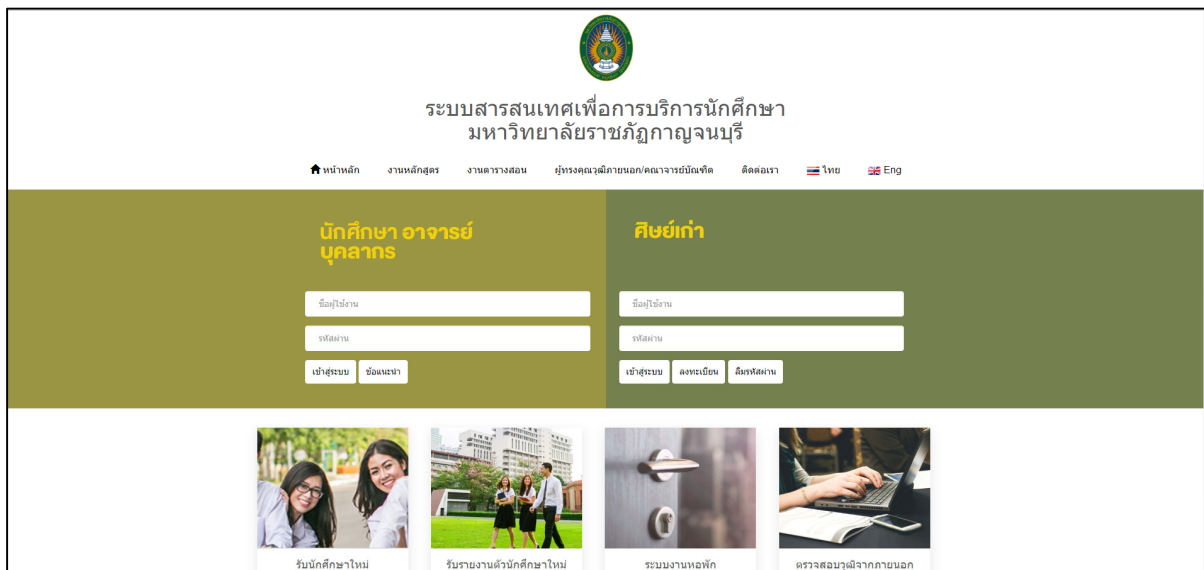 ระบบสารสนเทศเพื่อการบริการนักศึกษา
มหาวิทยาลัยราชภัฏกาญจนบุรี
หน้าหลัก งานหลักสูตร งานตารางสอน ผู้ทรงคุณวุฒิภายนอก/คณาจารย์บัณฑิต ติดต่อเรา ไทย Eng
นักศึกษา อาจารย์
บุคลากร
ชื่อผู้ใช้งาน
รหัสผ่าน
เข้าสู่ระบบ ข้อแนะนำ
ศิษย์เก่า
ชื่อผู้ใช้งาน
รหัสผ่าน
เข้าสู่ระบบ ลงทะเบียน ลืมรหัสผ่าน
รับนักศึกษาใหม่ รับรายงานตัวนักศึกษาใหม่ ระบบงานหอพัก ตรวจสอบวุฒิจากภายนอก